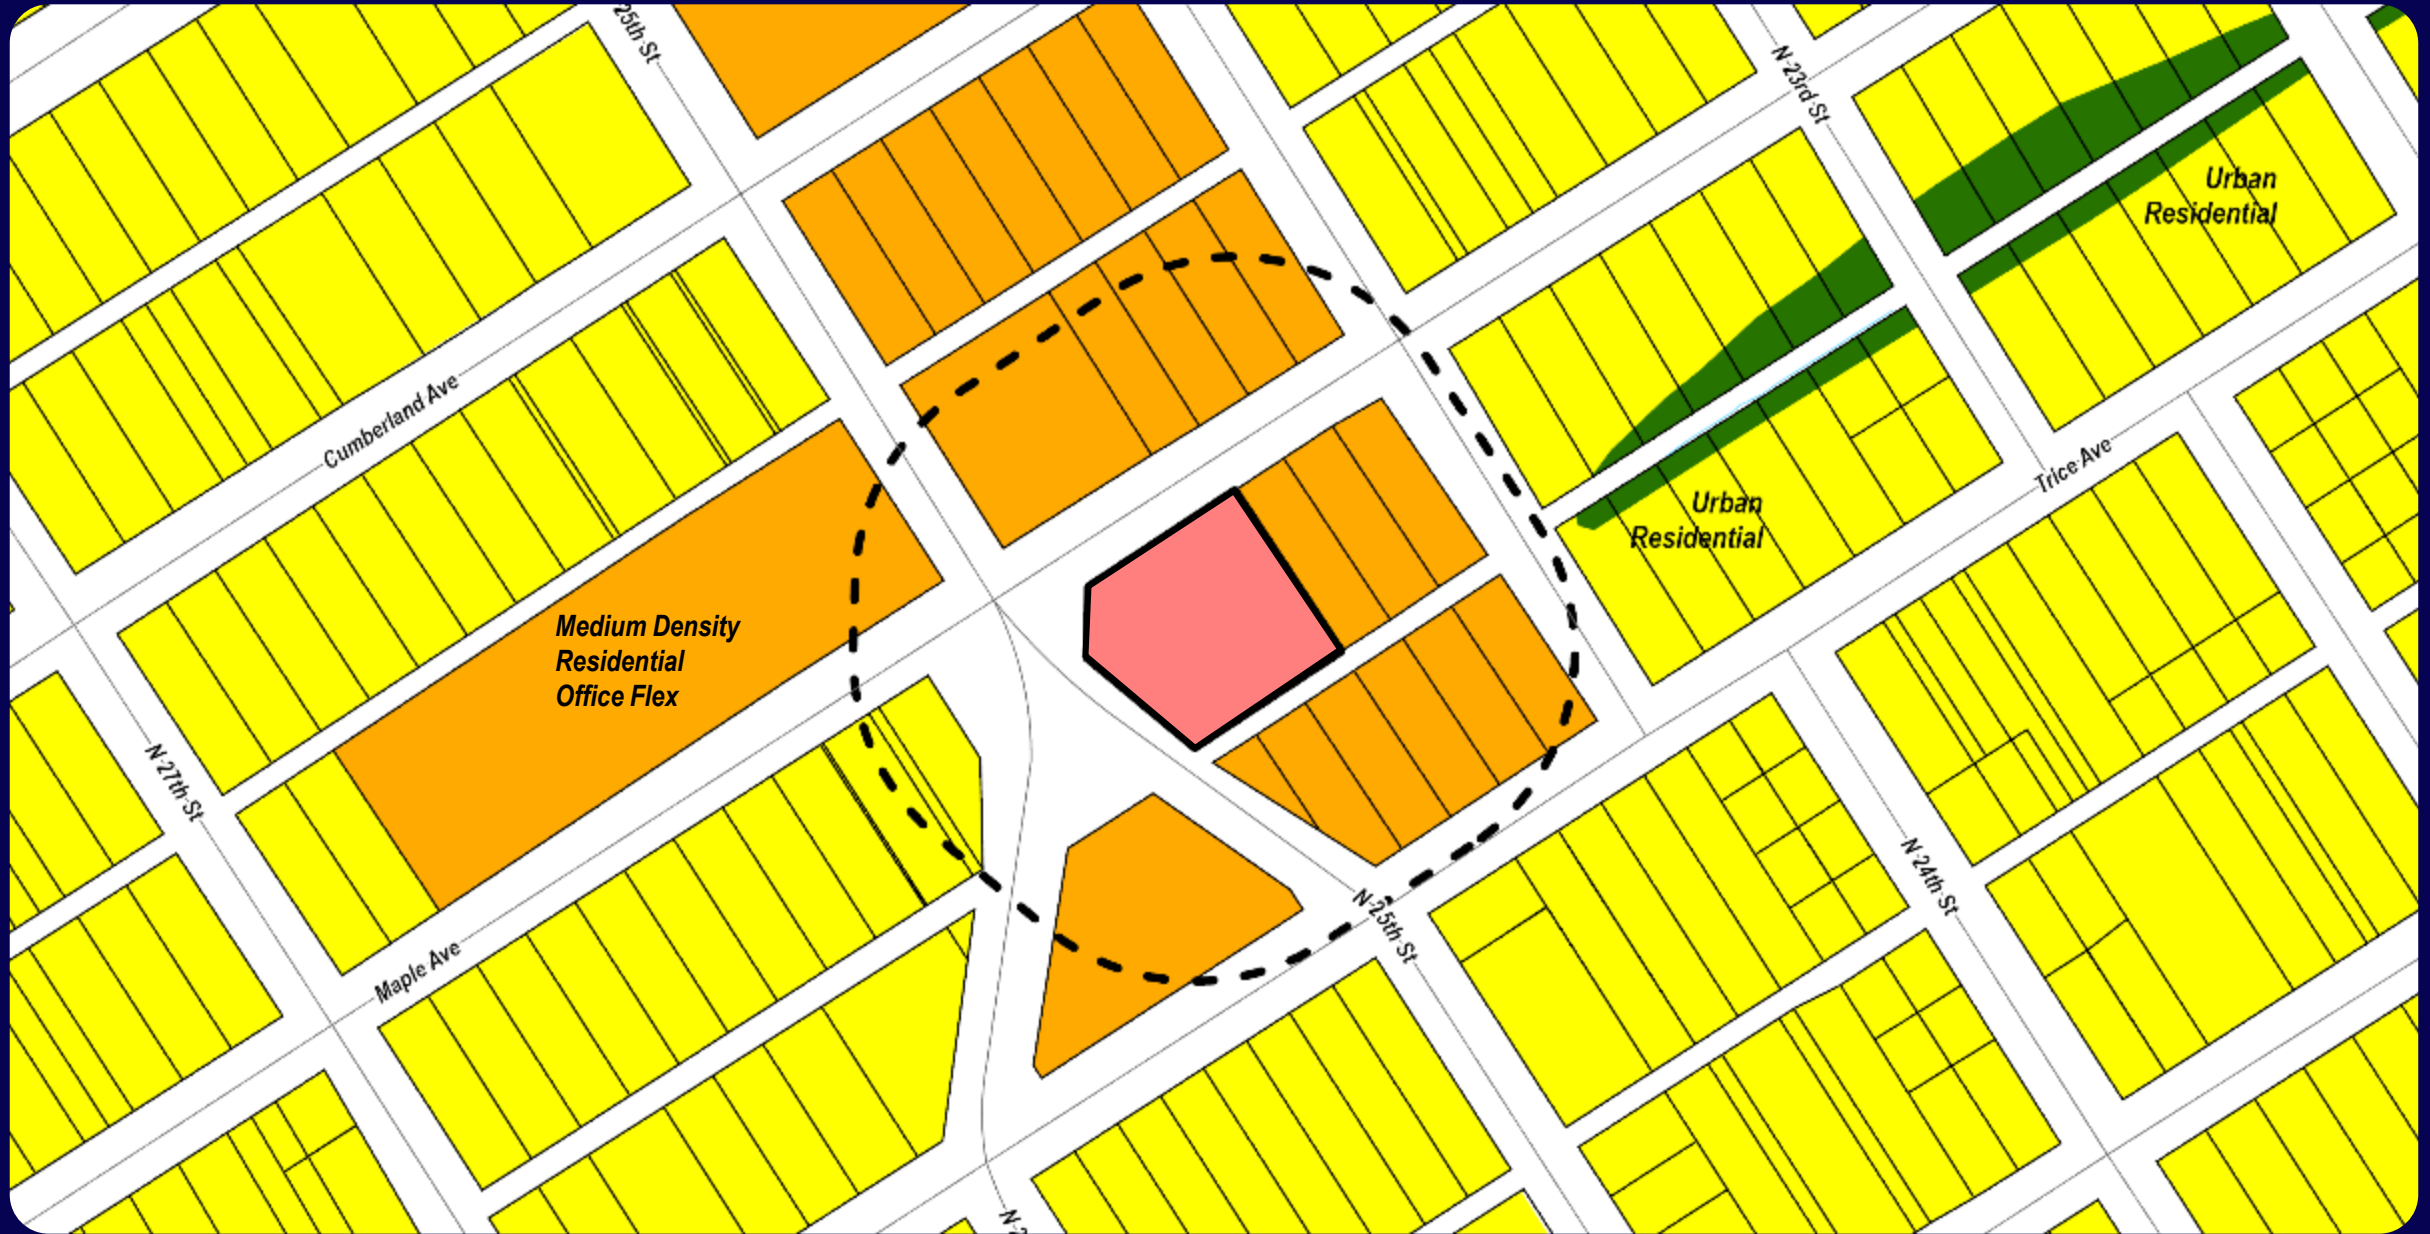 25th St
N 23rd St
Urban
Residential
Cumberland Ave
Trice Ave
Urban
Residential
Medium Density
Residential
Office Flex
N 27th St
N 24th St
Maple Ave
N 25th St